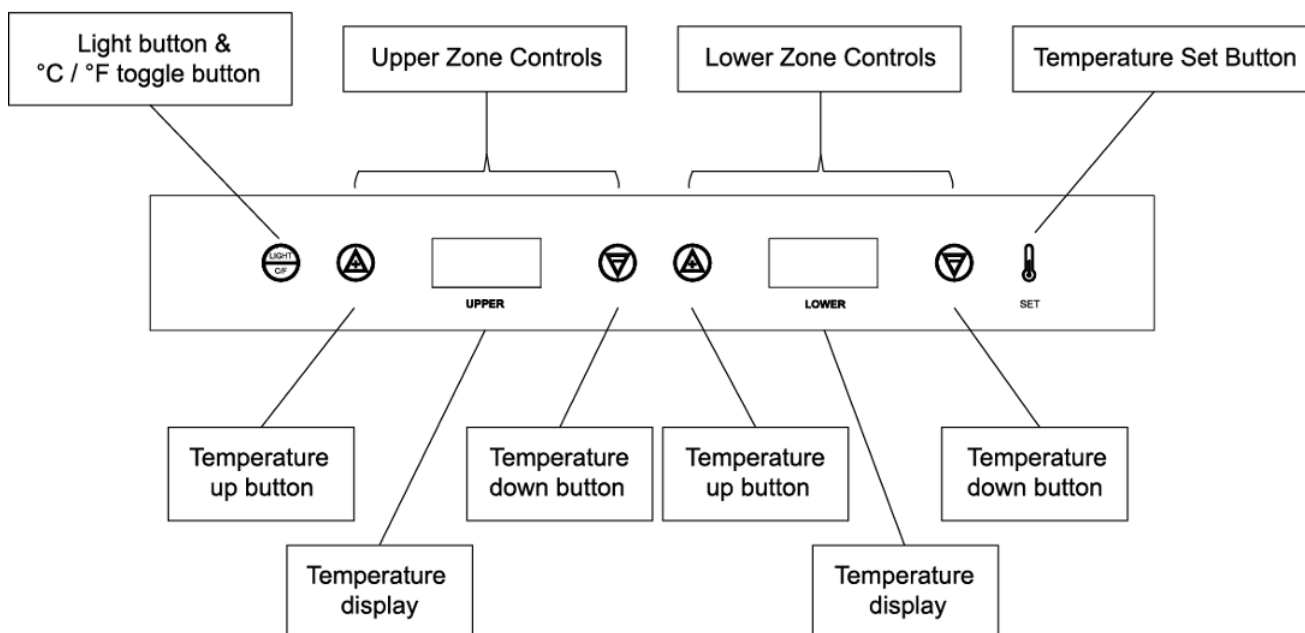 Light button &
°C / °F toggle button
Upper Zone Controls
Lower Zone Controls
Temperature Set Button
LIGHT
C/F
UPPER
LOWER
SET
Temperature
up button
Temperature
down button
Temperature
up button
Temperature
down button
Temperature
display
Temperature
display